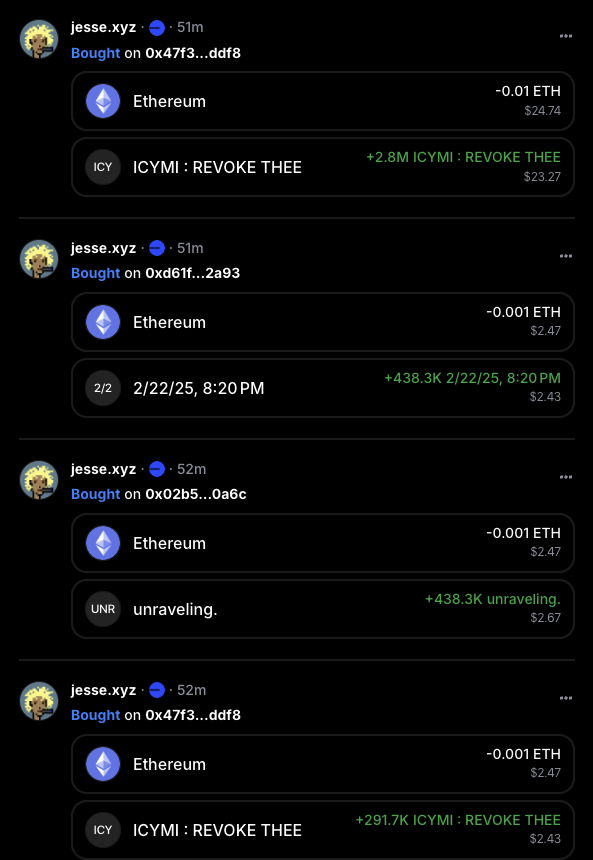 jesse.xyz · · 51m
Bought on 0x47f3...ddf8
Ethereum
-0.01 ETH
$24.74
ICY
ICYMI : REVOKE THEE
+2.8M ICYMI : REVOKE THEE
$23.27
jesse.xyz · · 51m
Bought on 0xd61f...2a93
Ethereum
-0.001 ETH
$2.47
2/2
2/22/25, 8:20 PM
+438.3K 2/22/25, 8:20 PM
$2.43
jesse.xyz · · 52m
Bought on 0x02b5...0a6c
Ethereum
-0.001 ETH
$2.47
UNR
unraveling.
+438.3K unraveling.
$2.67
jesse.xyz · · 52m
Bought on 0x47f3...ddf8
Ethereum
-0.001 ETH
$2.47
ICY
ICYMI : REVOKE THEE
+291.7K ICYMI : REVOKE THEE
$2.43